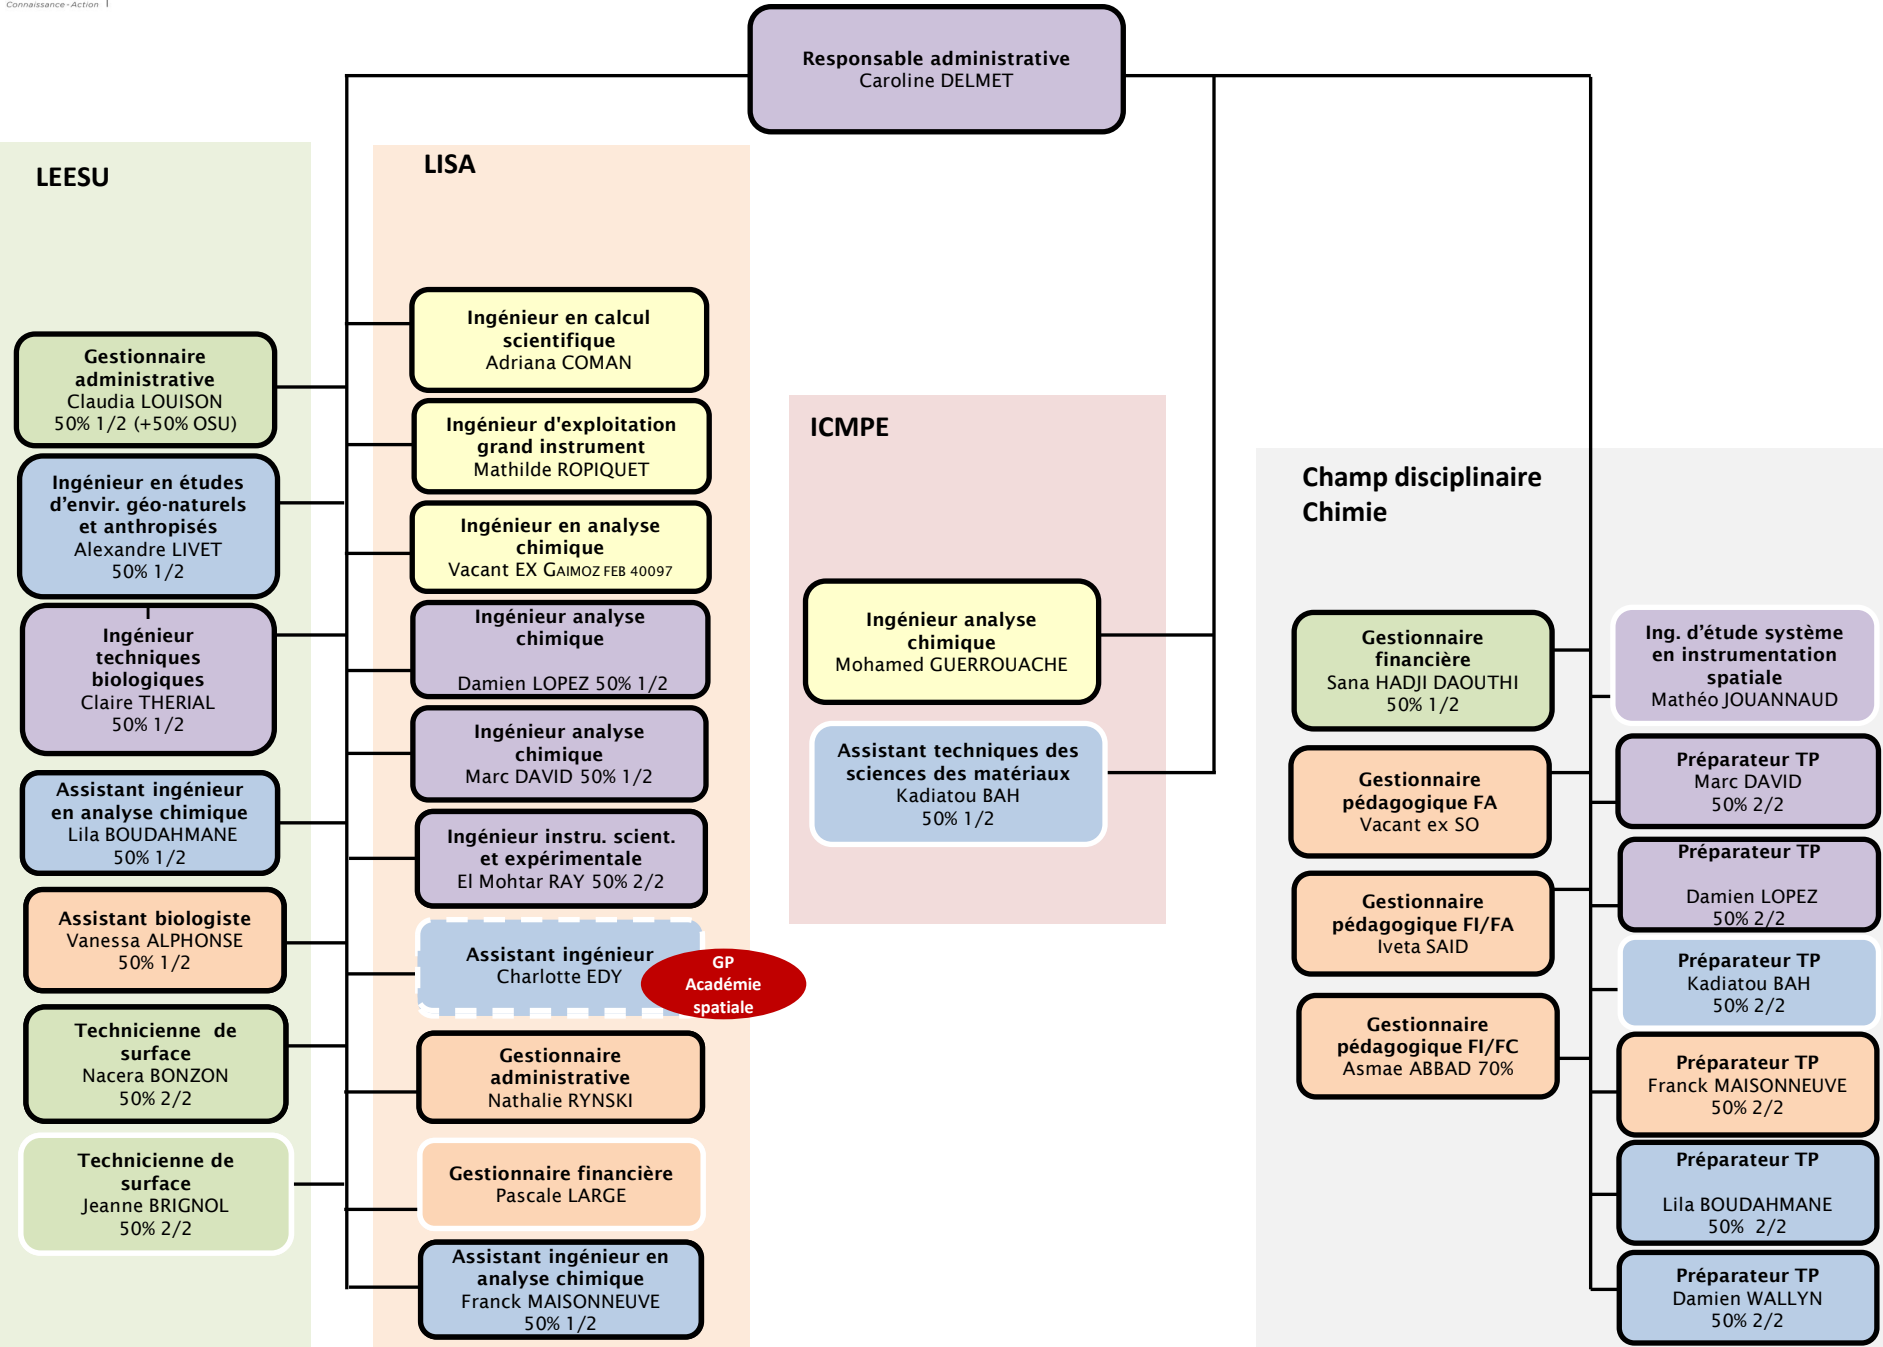 Connaissance - Action
Responsable administrative
Caroline DELMET
LEESU
Gestionnaire
administrative
Claudia LOUISON
50% 1/2 (+50% OSU)
Ingénieur en études
d’envir. géo-naturels
et anthropisés
Alexandre LIVET
50% 1/2
Ingénieur
techniques
biologiques
Claire THERIAL
50% 1/2
Assistant ingénieur
en analyse chimique
Lila BOUDAHMANE
50% 1/2
Assistant biologiste
Vanessa ALPHONSE
50% 1/2
Technicienne de
surface
Nacera BONZON
50% 2/2
Technicienne de
surface
Jeanne BRIGNOL
50% 2/2
LISA
Ingénieur en calcul
scientifique
Adriana COMAN
Ingénieur d'exploitation
grand instrument
Mathilde ROPIQUET
Ingénieur en analyse
chimique
Vacant EX GAIMOZ FEB 40097
Ingénieur analyse
chimique
Damien LOPEZ 50% 1/2
Ingénieur analyse
chimique
Marc DAVID 50% 1/2
Ingénieur instru. scient.
et expérimentale
El Mohtar RAY 50% 2/2
Assistant ingénieur
Charlotte EDY
GP
Académie
spatiale
Gestionnaire
administrative
Nathalie RYNSKI
Gestionnaire financière
Pascale LARGE
Assistant ingénieur en
analyse chimique
Franck MAISONNEUVE
50% 1/2
ICMPE
Ingénieur analyse
chimique
Mohamed GUERROUACHE
Assistant techniques des
sciences des matériaux
Kadiatou BAH
50% 1/2
Champ disciplinaire
Chimie
Gestionnaire
financière
Sana HADJI DAOUTHI
50% 1/2
Gestionnaire
pédagogique FA
Vacant ex SO
Gestionnaire
pédagogique FI/FA
Iveta SAID
Gestionnaire
pédagogique FI/FC
Asmae ABBAD 70%
Ing. d’étude système
en instrumentation
spatiale
Mathéo JOUANNAUD
Préparateur TP
Marc DAVID
50% 2/2
Préparateur TP
Damien LOPEZ
50% 2/2
Préparateur TP
Kadiatou BAH
50% 2/2
Préparateur TP
Franck MAISONNEUVE
50% 2/2
Préparateur TP
Lila BOUDAHMANE
50% 2/2
Préparateur TP
Damien WALLYN
50% 2/2